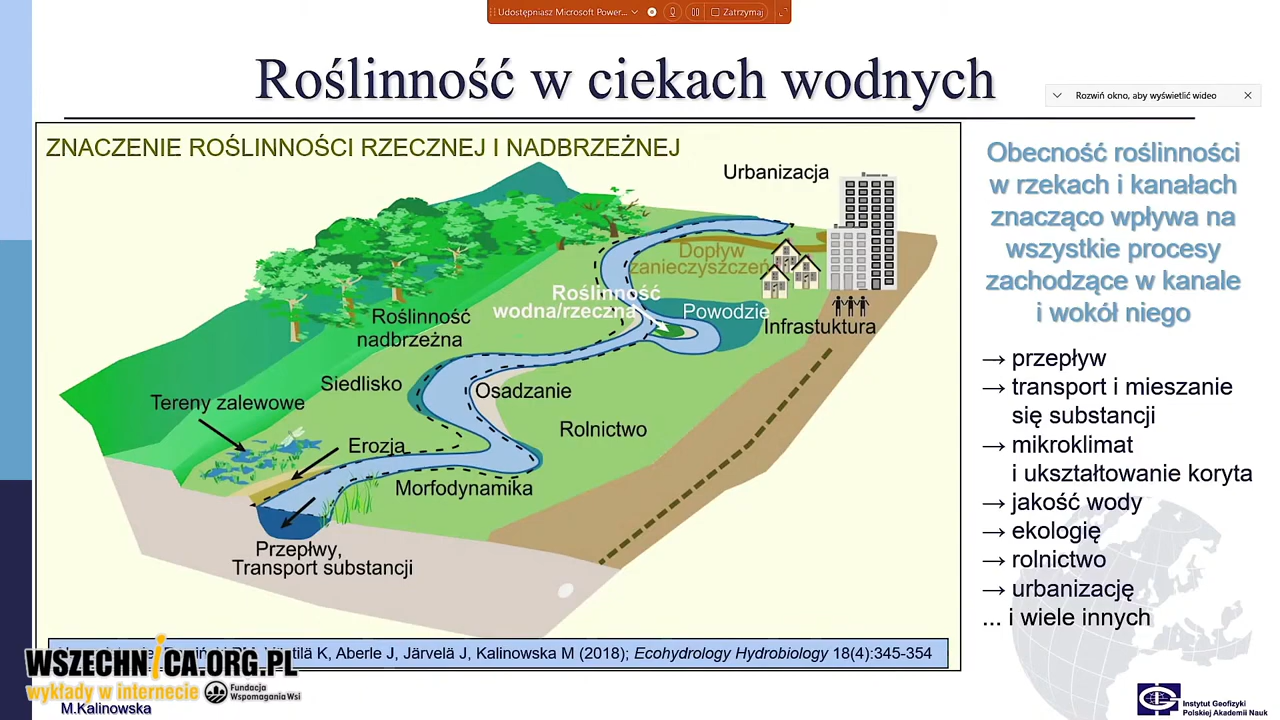 Udostępniasz Microsoft Power...
Zatrzymaj
Roślinność w ciekach wodnych
Rozwiń okno, aby wyświetlić wideo
ZNACZENIE ROŚLINNOŚCI RZECZNEJ I NADBRZEŻNEJ
Urbanizacja
Dopływ
zanieczyszczeń
Roślinność
wodna/rzeczna
Powodzie
Infrastuktura
Roślinność
nadbrzeżna
Siedlisko
Osadzanie
Tereny zalewowe
Rolnictwo
Erozja
Morfodynamika
Przepłwy,
Transport substancji
K, Aberle J, Järvelä J, Kalinowska M (2018); Ecohydrology Hydrobiology 18(4):345-354
Obecność roślinności
w rzekach i kanałach
znacząco wpływa na
wszystkie procesy
zachodzące w kanale
i wokół niego
→ przepływ
→ transport i mieszanie
się substancji
→ mikroklimat
i ukształtowanie koryta
→ jakość wody
→ ekologię
→ rolnictwo
→ urbanizację
... i wiele innych
WSZECHNICA.ORG.PL
wykłady w internecie
Fundacja
Wspomagania Wsi
M.Kalinowska
Instytut Geofizyki
Polskiej Akademii Nauk